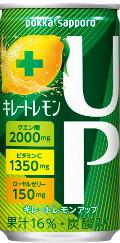 pokka sapporo
キレートレモン
UP
クエン酸
2000mg
ビタミンC
1350mg
ローヤルゼリー
150mg
キレートレモンアップ
果汁16%・炭酸